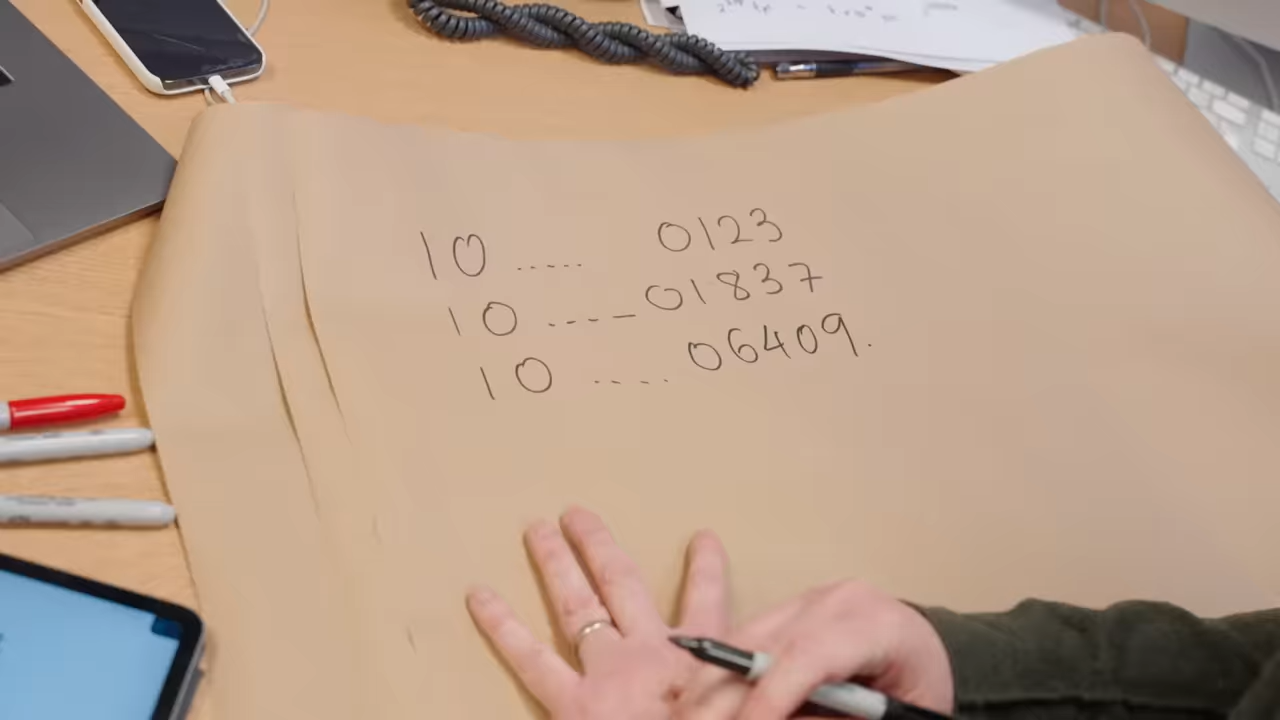 10 ..... 0123
10 ----01837
10 .... 06409.